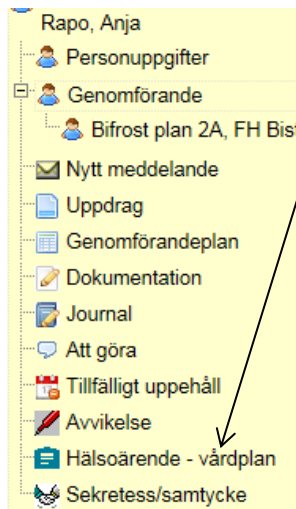 Rapo, Anja
Personuppgifter
Genomförande
Bifrost plan 2A, FH Bist
Nytt meddelande
Uppdrag
Genomförandeplan
Dokumentation
Journal
Att göra
Tillfälligt uppehåll
Avvikelse
Hälsoärende - vårdplan
Sekretess/samtycke